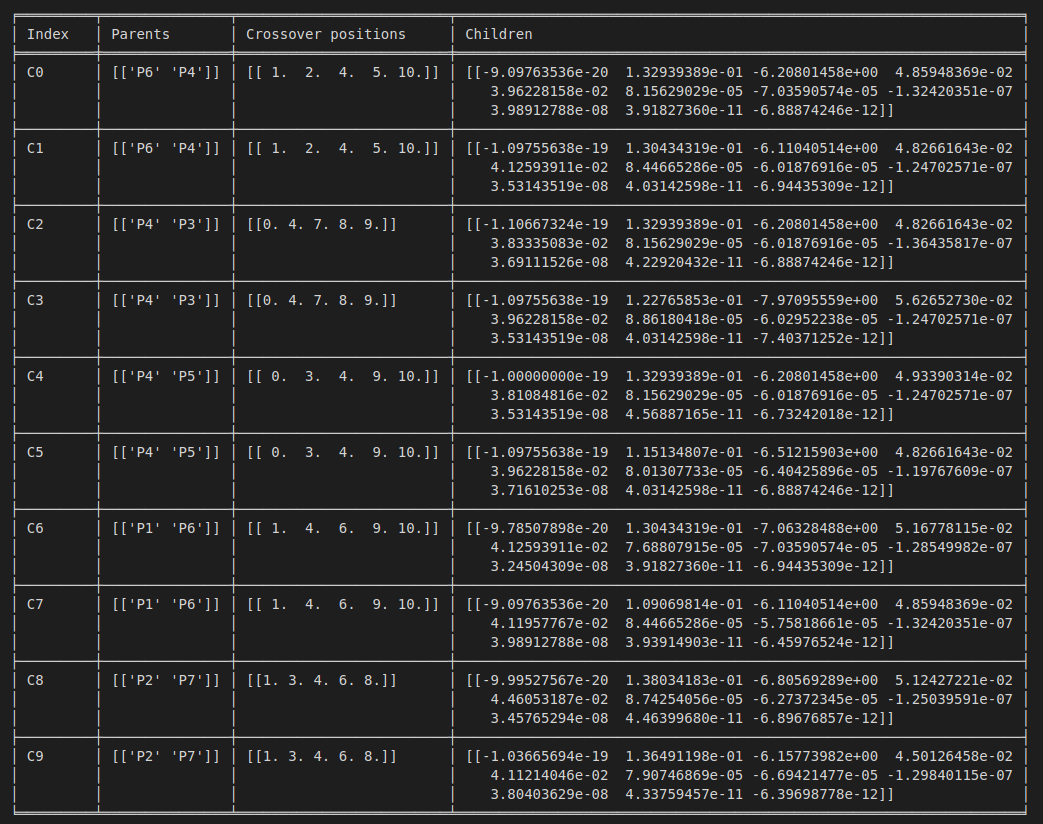 Index Parents Crossover positions Children
C0 [['P6' 'P4']] [[ 1. 2. 4. 5. 10.]] [[-9.09763536e-20 1.32939389e-01 -6.20801458e+00 4.85948369e-02
3.96228158e-02 8.15629029e-05 -7.03590574e-05 -1.32420351e-07
3.98912788e-08 3.91827360e-11 -6.88874246e-12]]
C1 [['P6' 'P4']] [[ 1. 2. 4. 5. 10.]] [[-1.09755638e-19 1.30434319e-01 -6.11040514e+00 4.82661643e-02
4.12593911e-02 8.44665286e-05 -6.01876916e-05 -1.24702571e-07
3.53143519e-08 4.03142598e-11 -6.94435309e-12]]
C2 [['P4' 'P3']] [[0. 4. 7. 8. 9.]] [[-1.10667324e-19 1.32939389e-01 -6.20801458e+00 4.82661643e-02
3.83335083e-02 8.15629029e-05 -6.01876916e-05 -1.36435817e-07
3.69111526e-08 4.22920432e-11 -6.88874246e-12]]
C3 [['P4' 'P3']] [[0. 4. 7. 8. 9.]] [[-1.09755638e-19 1.22765853e-01 -7.97095559e+00 5.62652730e-02
3.96228158e-02 8.86180418e-05 -6.02952238e-05 -1.24702571e-07
3.53143519e-08 4.03142598e-11 -7.40371252e-12]]
C4 [['P4' 'P5']] [[ 0. 3. 4. 9. 10.]] [[-1.00000000e-19 1.32939389e-01 -6.20801458e+00 4.93390314e-02
3.81084816e-02 8.15629029e-05 -6.01876916e-05 -1.24702571e-07
3.53143519e-08 4.56887165e-11 -6.73242018e-12]]
C5 [['P4' 'P5']] [[ 0. 3. 4. 9. 10.]] [[-1.09755638e-19 1.15134807e-01 -6.51215903e+00 4.82661643e-02
3.96228158e-02 8.01307733e-05 -6.40425896e-05 -1.19767609e-07
3.71610253e-08 4.03142598e-11 -6.88874246e-12]]
C6 [['P1' 'P6']] [[ 1. 4. 6. 9. 10.]] [[-9.78507898e-20 1.30434319e-01 -7.06328488e+00 5.16778115e-02
4.12593911e-02 7.68807915e-05 -7.03590574e-05 -1.28549982e-07
3.24504309e-08 3.91827360e-11 -6.94435309e-12]]
C7 [['P1' 'P6']] [[ 1. 4. 6. 9. 10.]] [[-9.09763536e-20 1.09069814e-01 -6.11040514e+00 4.85948369e-02
4.11957767e-02 8.44665286e-05 -5.75818661e-05 -1.32420351e-07
3.98912788e-08 3.93914903e-11 -6.45976524e-12]]
C8 [['P2' 'P7']] [[1. 3. 4. 6. 8.]] [[-9.99527567e-20 1.38034183e-01 -6.80569289e+00 5.12427221e-02
4.46053187e-02 8.74254056e-05 -6.27372345e-05 -1.25039591e-07
3.45765294e-08 4.46399680e-11 -6.89676857e-12]]
C9 [['P2' 'P7']] [[1. 3. 4. 6. 8.]] [[-1.03665694e-19 1.36491198e-01 -6.15773982e+00 4.50126458e-02
4.11214046e-02 7.90746869e-05 -6.69421477e-05 -1.29840115e-07
3.80403629e-08 4.33759457e-11 -6.39698778e-12]]